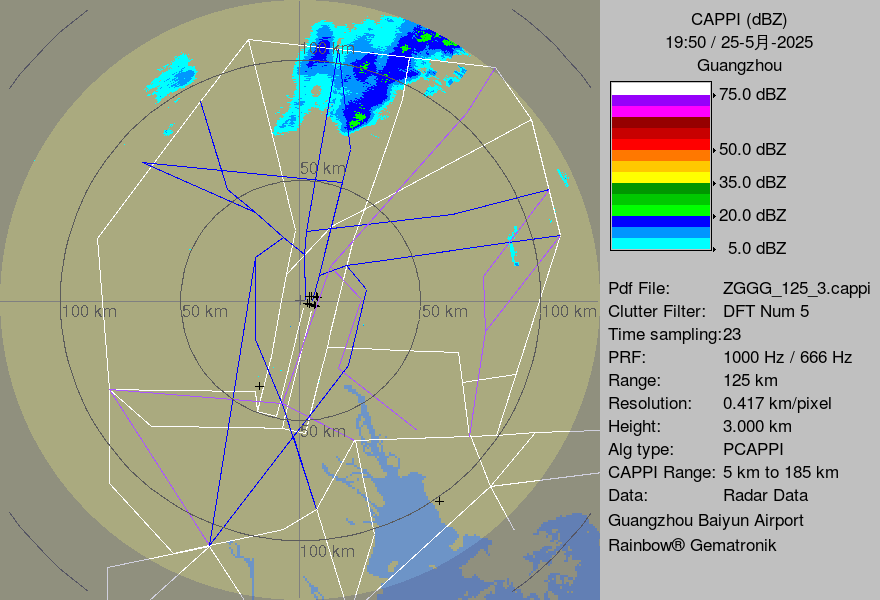 CAPPI (dBZ)
19:50 / 25-5月-2025
Guangzhou
75.0 dBZ
50.0 dBZ
35.0 dBZ
20.0 dBZ
5.0 dBZ
Pdf File: ZGGG_125_3.cappi
Clutter Filter: DFT Num 5
Time sampling:23
PRF: 1000 Hz / 666 Hz
Range: 125 km
Resolution: 0.417 km/pixel
Height: 3.000 km
Alg type: PCAPPI
CAPPI Range: 5 km to 185 km
Data: Radar Data
Guangzhou Baiyun Airport
Rainbow® Gematronik
100 km
50 km
100 km
50 km
50 km
100 km
50 km
100 km